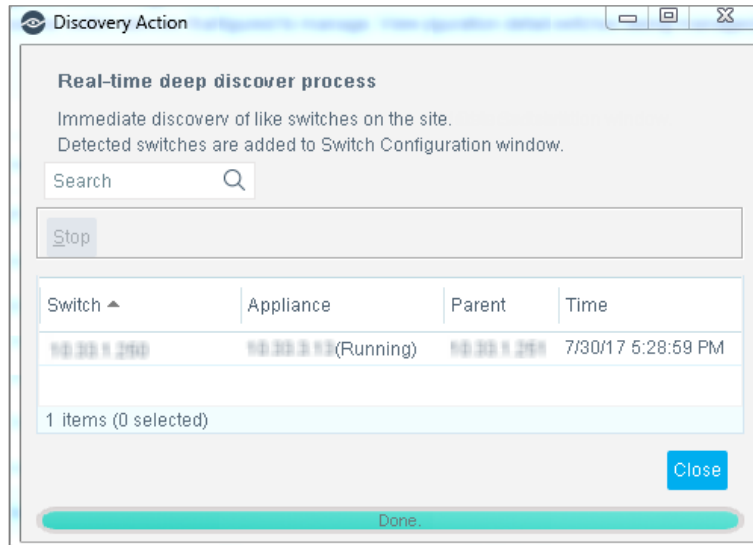 Discovery Action
Real-time deep discover process
Immediate discovery of like switches on the site.
Detected switches are added to Switch Configuration window.
Search
Stop
Switch Appliance Parent Time
(Running) 7/30/17 5:28:59 PM
1 items (0 selected)
Close
Done.